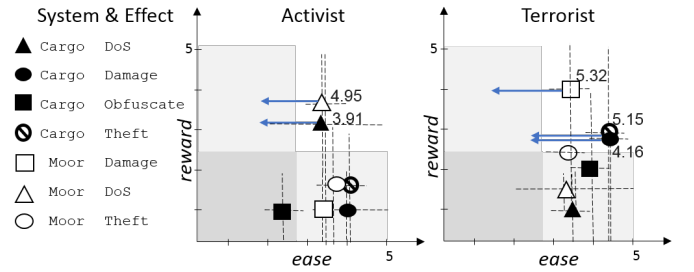 System & Effect
Cargo DoS
Cargo Damage
Cargo Obfuscate
Cargo Theft
Moor Damage
Moor DoS
Moor Theft
Activist
5
reward
4.95
3.91
5
ease
Terrorist
5
reward
5.32
5.15
4.16
5
ease